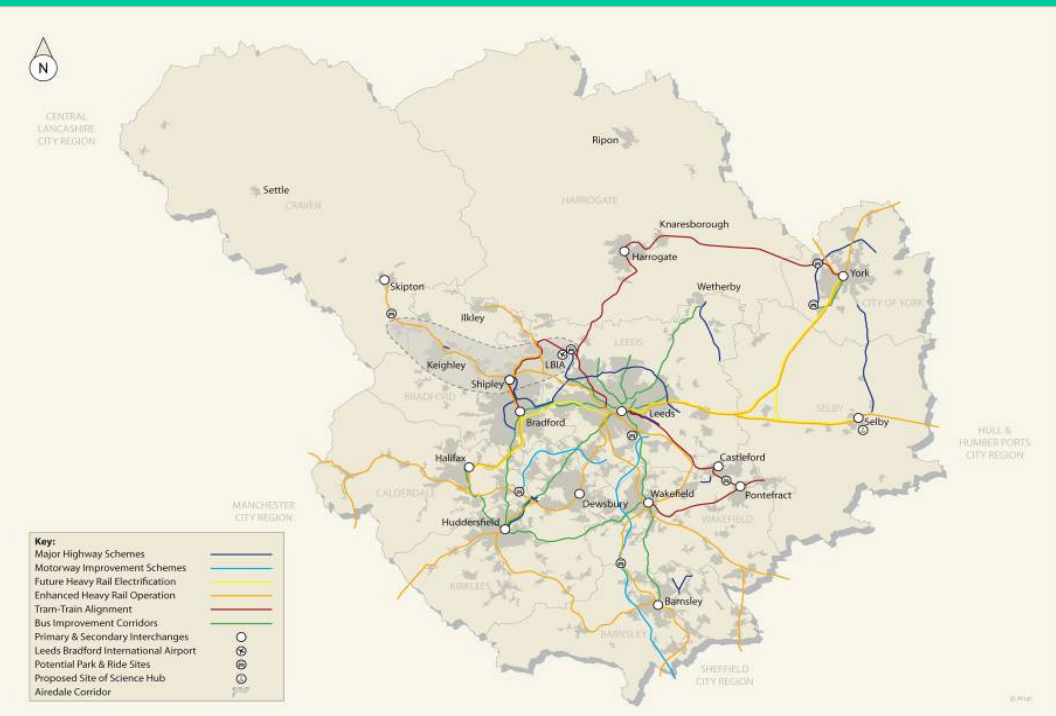 N
CENTRAL
LANCASHIRE
CITY REGION
Ripon
Settle
CRAVEN
HARROGATE
Knaresborough
Harrogate
York
Skipton
Wetherby
CITY OF YORK
Ilkley
LEEDS
Keighley
LBIA
Shipley
BRADFORD
Bradford
Leeds
SELBY
Selby
HULL &
HUMBER PORTS
CITY REGION
Halifax
Castleford
CALDERDALE
Dewsbury
Wakefield
Pontefract
MANCHESTER
CITY REGION
Huddersfield
WAKEFIELD
KIRKLEES
Barnsley
BARNSLEY
SHEFFIELD
CITY REGION
Key:
Major Highway Schemes
Motorway Improvement Schemes
Future Heavy Rail Electrification
Enhanced Heavy Rail Operation
Tram-Train Alignment
Bus Improvement Corridors
Primary & Secondary Interchanges
Leeds Bradford International Airport
Potential Park & Ride Sites
Proposed Site of Science Hub
Airedale Corridor
© Arup